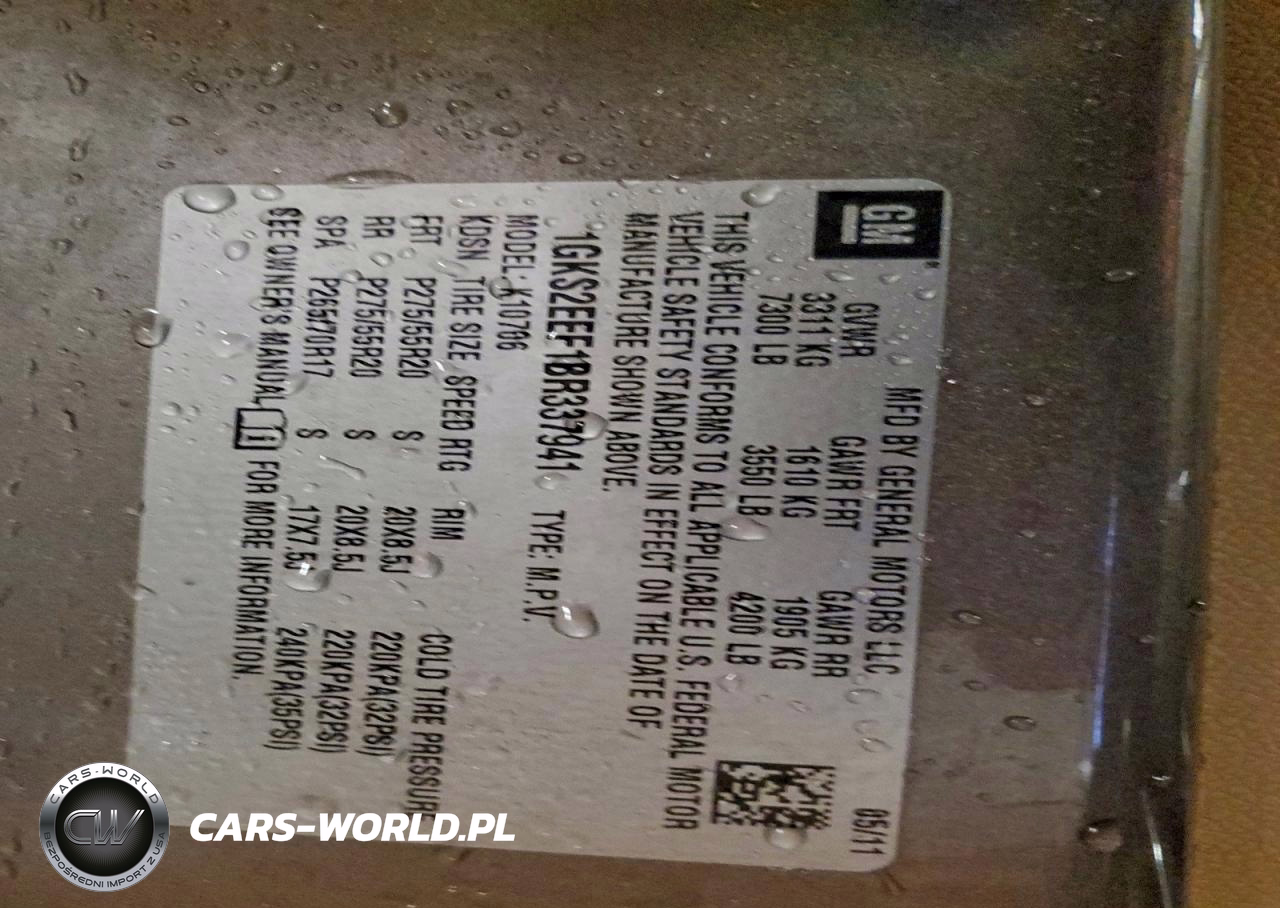 GM
MFD BY GENERAL MOTORS LLC 05/11
GVWR GAWR FRT GAWR RR
3311 KG 1610 KG 1905 KG
7300 LB 3550 LB 4200 LB
THIS VEHICLE CONFORMS TO ALL APPLICABLE U.S. FEDERAL MOTOR
VEHICLE SAFETY STANDARDS IN EFFECT ON THE DATE OF
MANUFACTURE SHOWN ABOVE.
1GKS2EEF1BR337941 TYPE: M.P.V.
MODEL: K10706
KDSN TIRE SIZE SPEED RTG RIM COLD TIRE PRESSURE
FRT P275/55R20 S 20X8.5J 220KPA(32PSI)
RR P275/55R20 S 20X8.5J 220KPA(32PSI)
SPA P265/70R17 S 17X7.5J 240KPA(35PSI)
SEE OWNER'S MANUAL FOR MORE INFORMATION.
CARS-WORLD
CW
BEZPOŚREDNI IMPORT Z USA
CARS-WORLD.PL